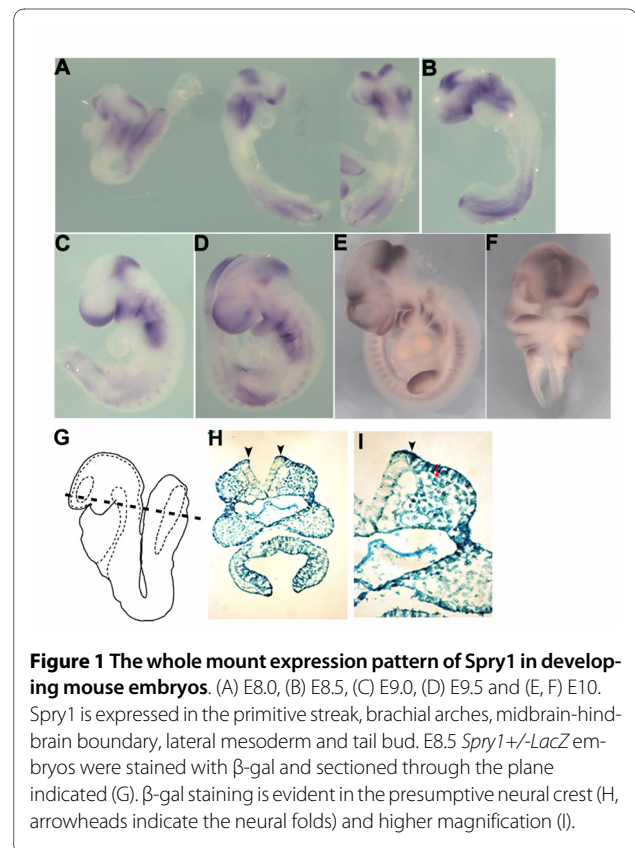 A
B
C
D
E
F
G
H
I
Figure 1 The whole mount expression pattern of Spry1 in develop-
ing mouse embryos. (A) E8.0, (B) E8.5, (C) E9.0, (D) E9.5 and (E, F) E10.
Spry1 is expressed in the primitive streak, brachial arches, midbrain-hind-
brain boundary, lateral mesoderm and tail bud. E8.5 Spry1+/-LacZ em-
bryos were stained with β-gal and sectioned through the plane
indicated (G). β-gal staining is evident in the presumptive neural crest (H,
arrowheads indicate the neural folds) and higher magnification (I).